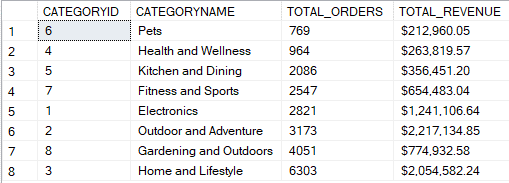 CATEGORYID CATEGORYNAME TOTAL_ORDERS TOTAL_REVENUE
1 6 Pets 769 $212,960.05
2 4 Health and Wellness 964 $263,819.57
3 5 Kitchen and Dining 2086 $356,451.20
4 7 Fitness and Sports 2547 $654,483.04
5 1 Electronics 2821 $1,241,106.64
6 2 Outdoor and Adventure 3173 $2,217,134.85
7 8 Gardening and Outdoors 4051 $774,932.58
8 3 Home and Lifestyle 6303 $2,054,582.24